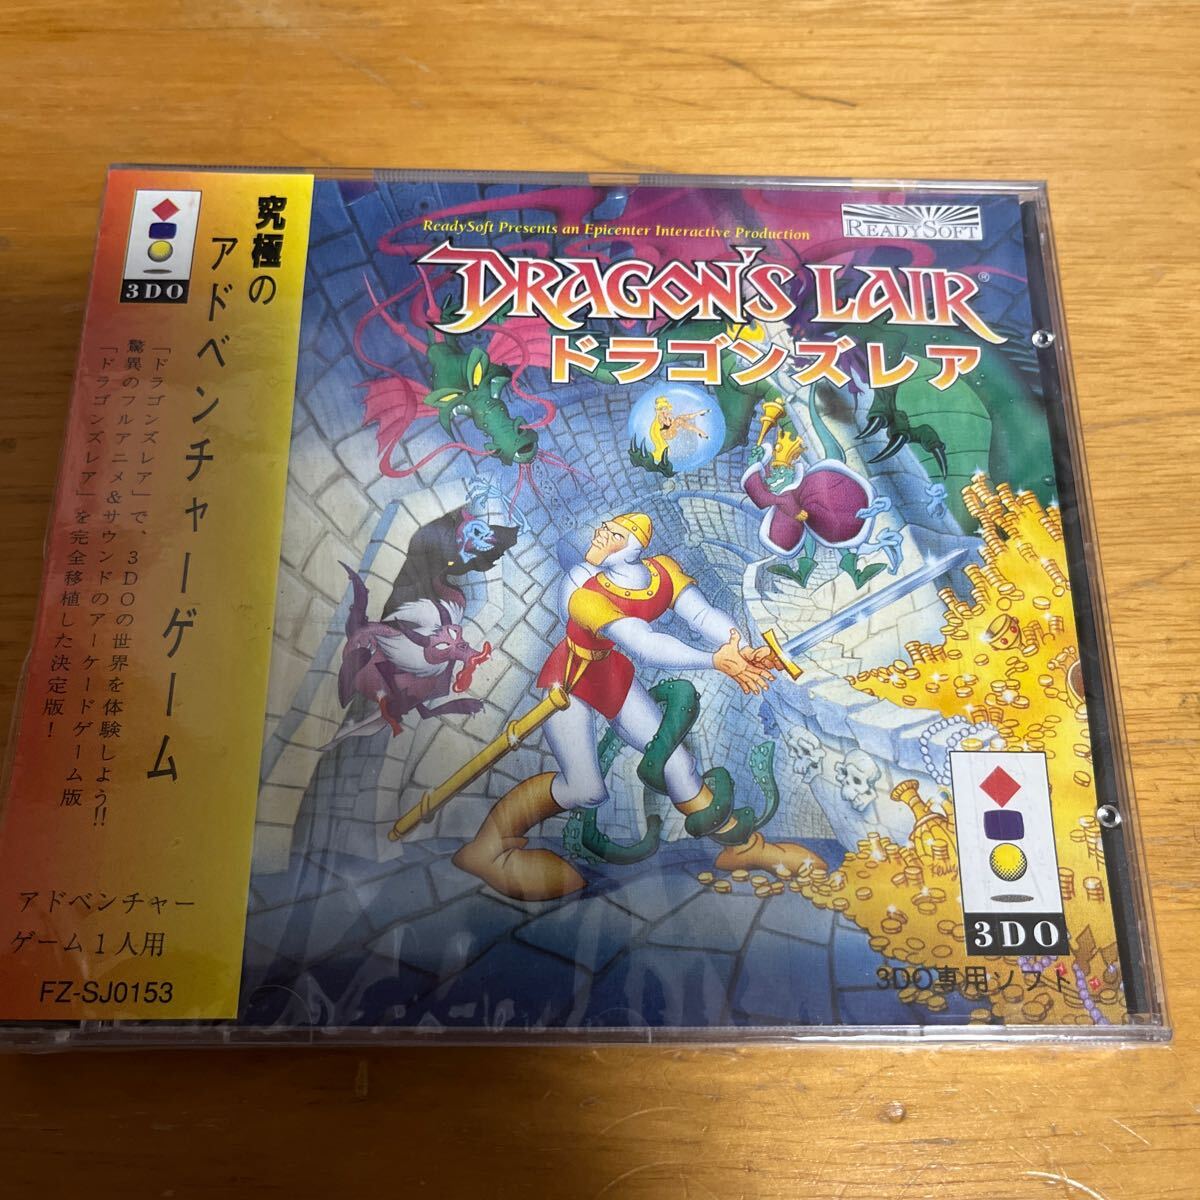 3DO
究極の
アドベンチャーゲーム
「ドラゴンズレア」で、3DOの世界を体験しよう!!
驚異のフルアニメ&サウンドのアーケードゲーム版
「ドラゴンズレア」を完全移植した決定版!
アドベンチャー
ゲーム1人用
FZ-SJ0153
ReadySoft Presents an Epicenter Interactive Production
READYSOFT
DRAGON'S LAIR®
ドラゴンズレア
3DO
3DO専用ソフト